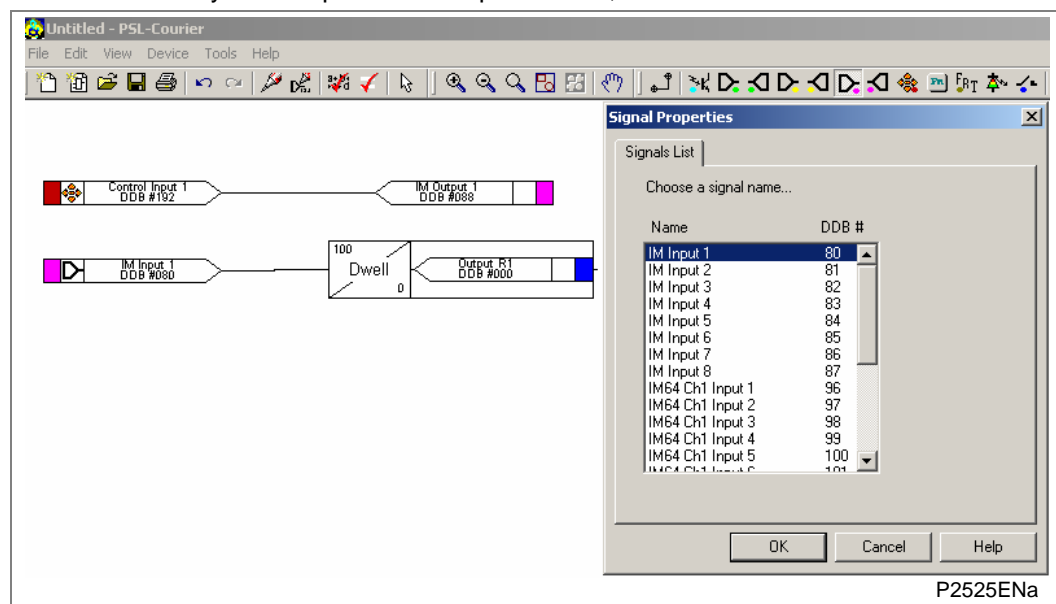 Untitled - PSL-Courier
File Edit View Device Tools Help
Control Input 1
DDB #192
IM Output 1
DDB #088
IM Input 1
DDB #080
100
Dwell
0
Output R1
DDB #000
Signal Properties
Signals List
Choose a signal name...
Name DDB #
IM Input 1 80
IM Input 2 81
IM Input 3 82
IM Input 4 83
IM Input 5 84
IM Input 6 85
IM Input 7 86
IM Input 8 87
IM64 Ch1 Input 1 96
IM64 Ch1 Input 2 97
IM64 Ch1 Input 3 98
IM64 Ch1 Input 4 99
IM64 Ch1 Input 5 100
OK Cancel Help
P2525ENa